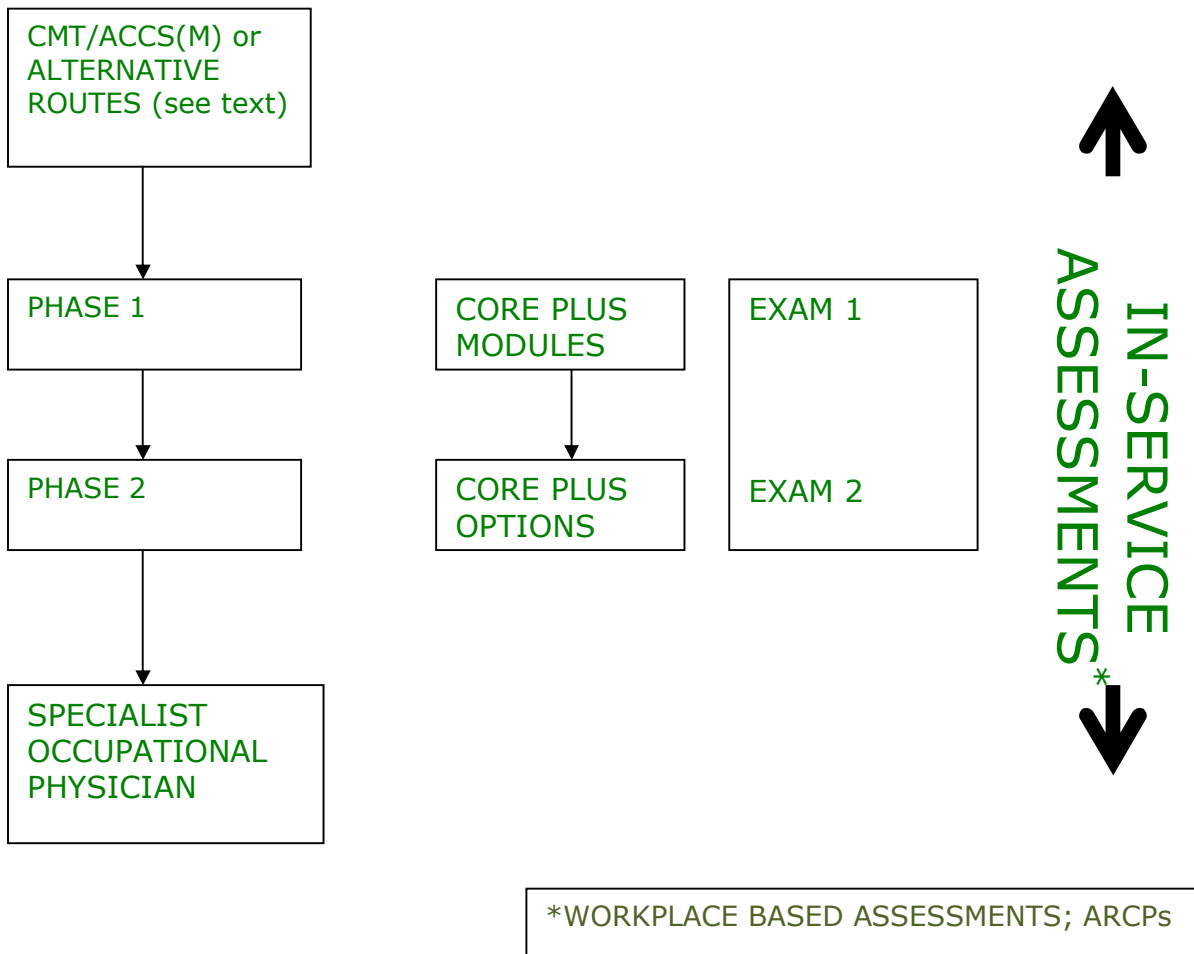 CMT/ACCS(M) or
ALTERNATIVE
ROUTES (see text)
PHASE 1
CORE PLUS
MODULES
EXAM 1
PHASE 2
CORE PLUS
OPTIONS
EXAM 2
SPECIALIST
OCCUPATIONAL
PHYSICIAN
IN-SERVICE
ASSESSMENTS*
*WORKPLACE BASED ASSESSMENTS; ARCPs